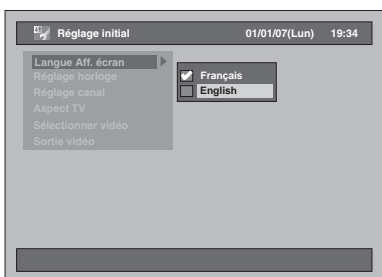 Réglage initial 01/01/07(Lun) 19:34
Langue Aff. écran
Français
Réglage horloge
English
Réglage canal
Aspect TV
Sélectionner vidéo
Sortie vidéo